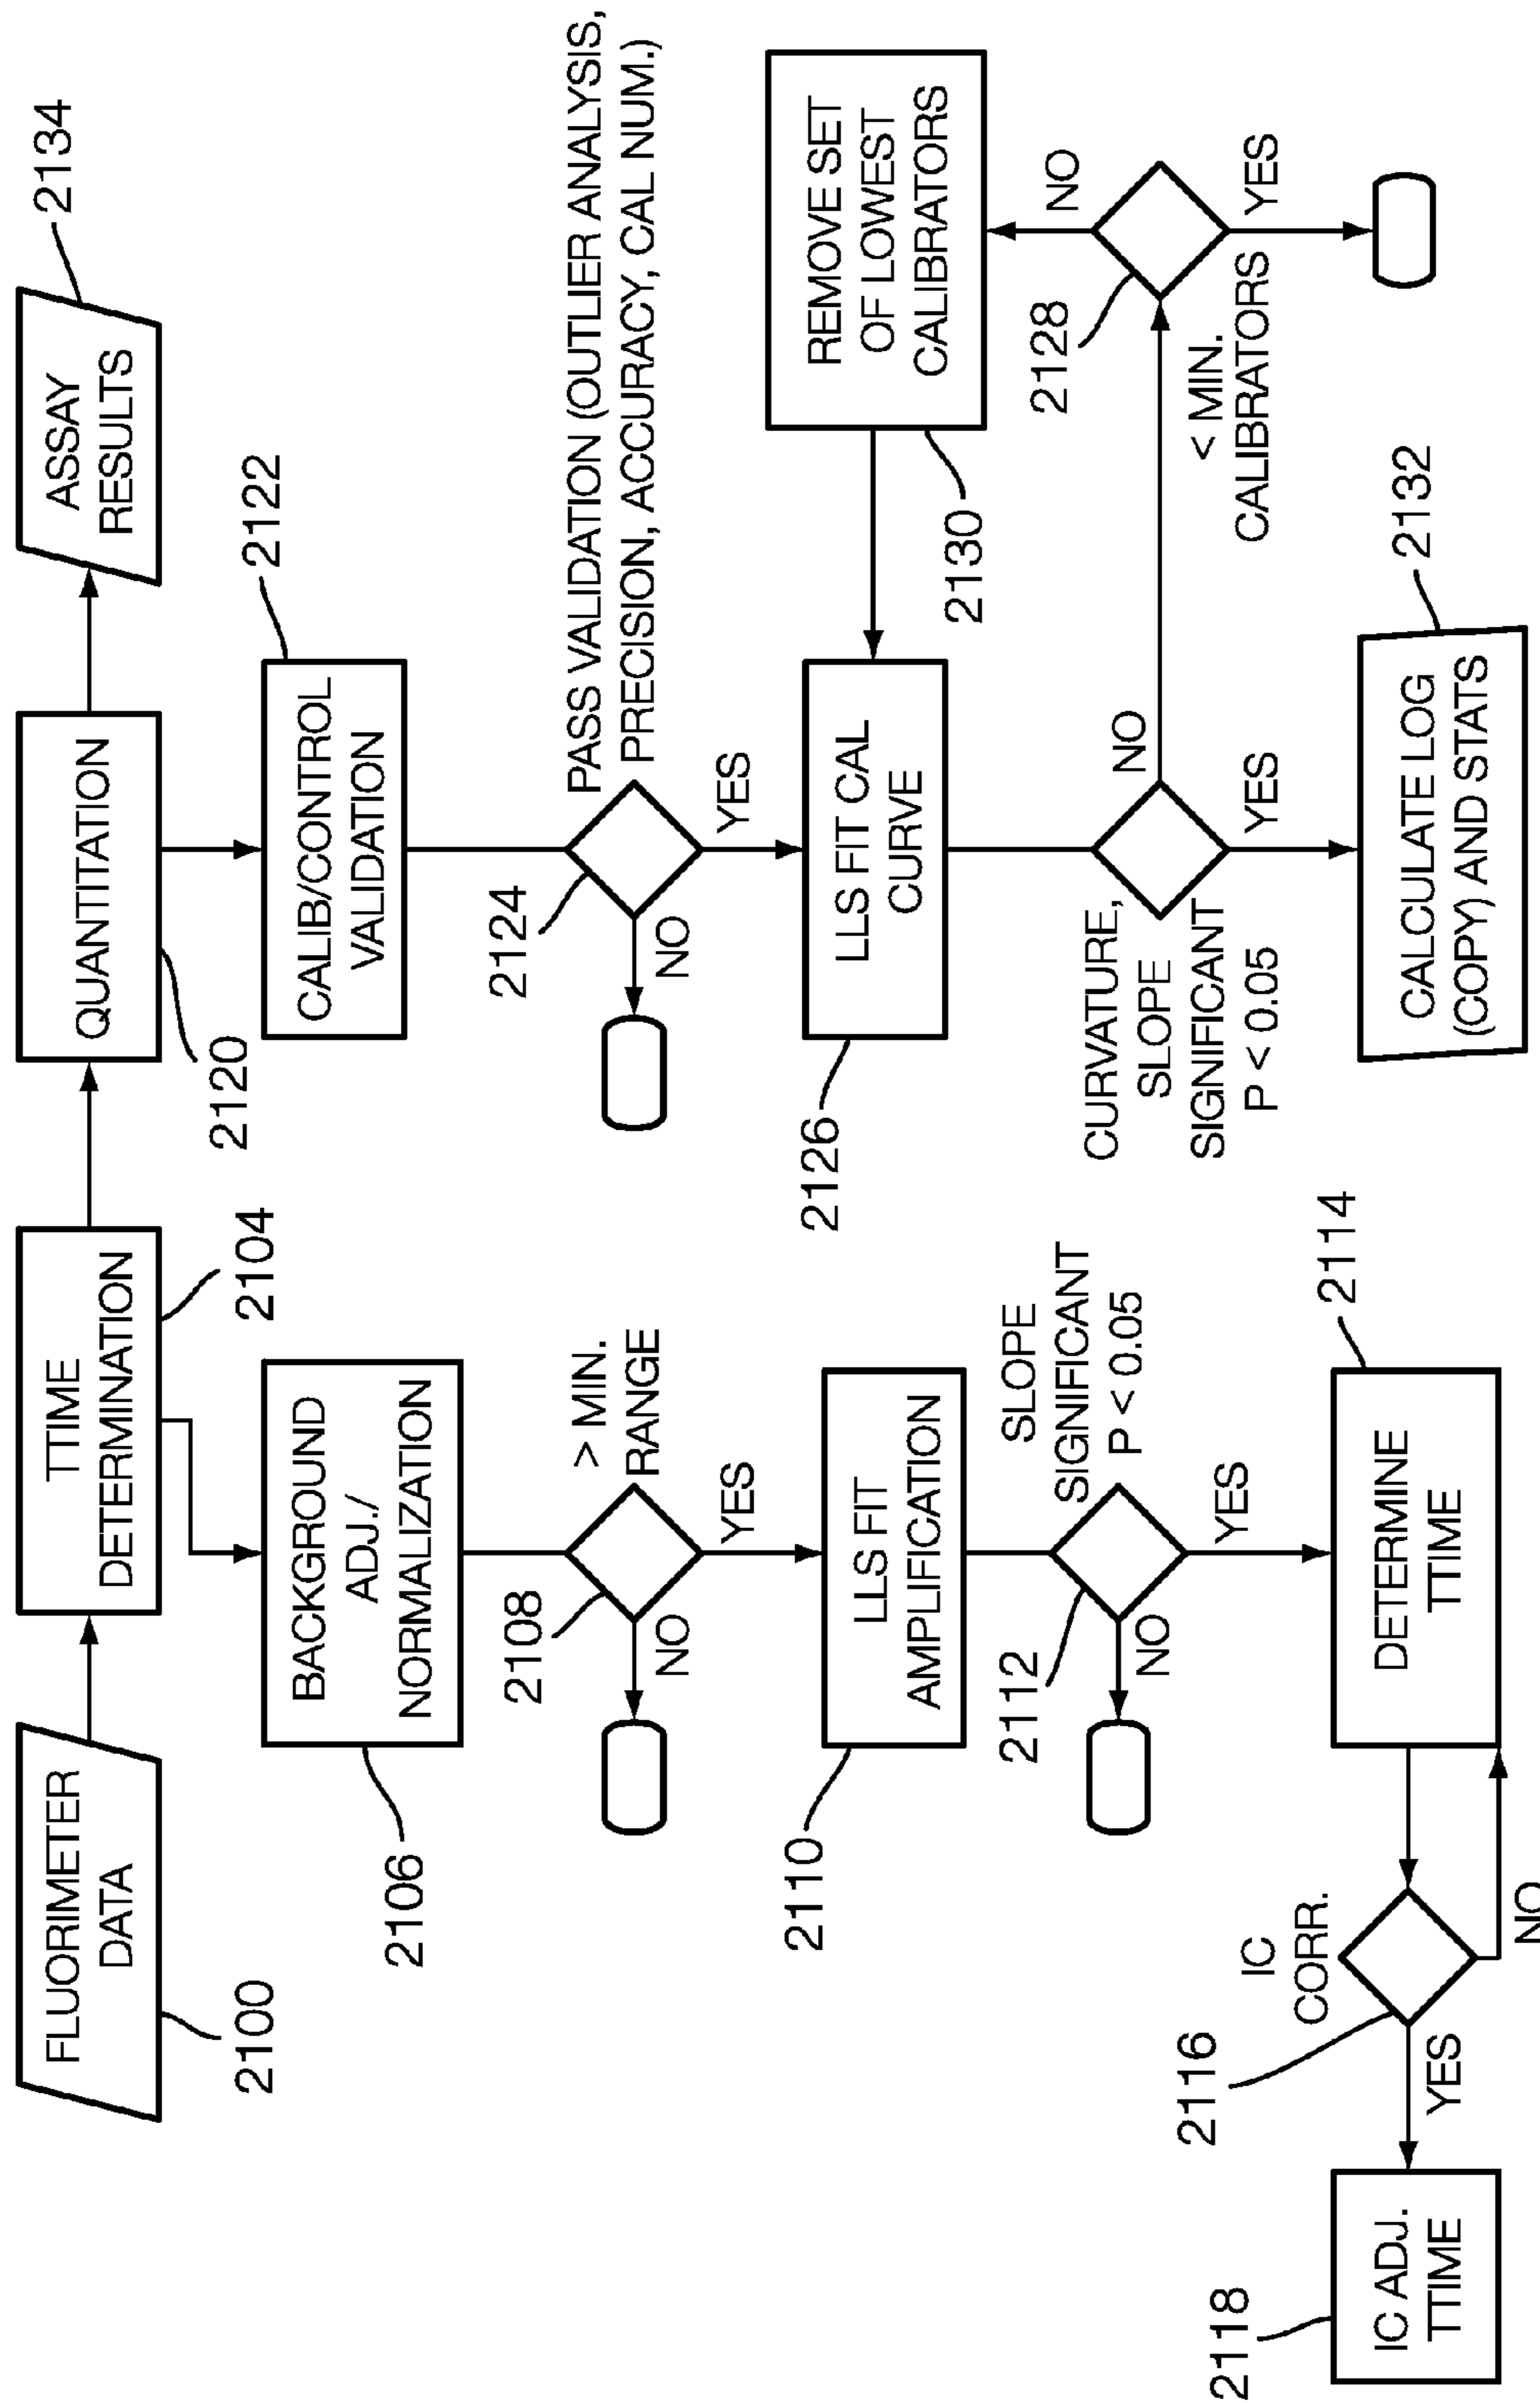 FLUORIMETER
DATA
2100
TTIME
DETERMINATION
2104
QUANTITATION
2120
ASSAY
RESULTS
2134
BACKGROUND
ADJ./
NORMALIZATION
2106
> MIN.
RANGE
2108
NO
YES
LLS FIT
AMPLIFICATION
2110
SLOPE
SIGNIFICANT
P < 0.05
2112
NO
YES
DETERMINE
TTIME
2114
IC
CORR.
2116
NO
YES
IC ADJ.
TTIME
2118
CALIB/CONTROL
VALIDATION
2122
PASS VALIDATION (OUTLIER ANALYSIS,
PRECISION, ACCURACY, CAL NUM.)
2124
NO
YES
LLS FIT CAL
CURVE
2126
CURVATURE,
SLOPE
SIGNIFICANT
P < 0.05
NO
YES
CALCULATE LOG
(COPY) AND STATS
2132
< MIN.
CALIBRATORS
2128
NO
YES
REMOVE SET
OF LOWEST
CALIBRATORS
2130